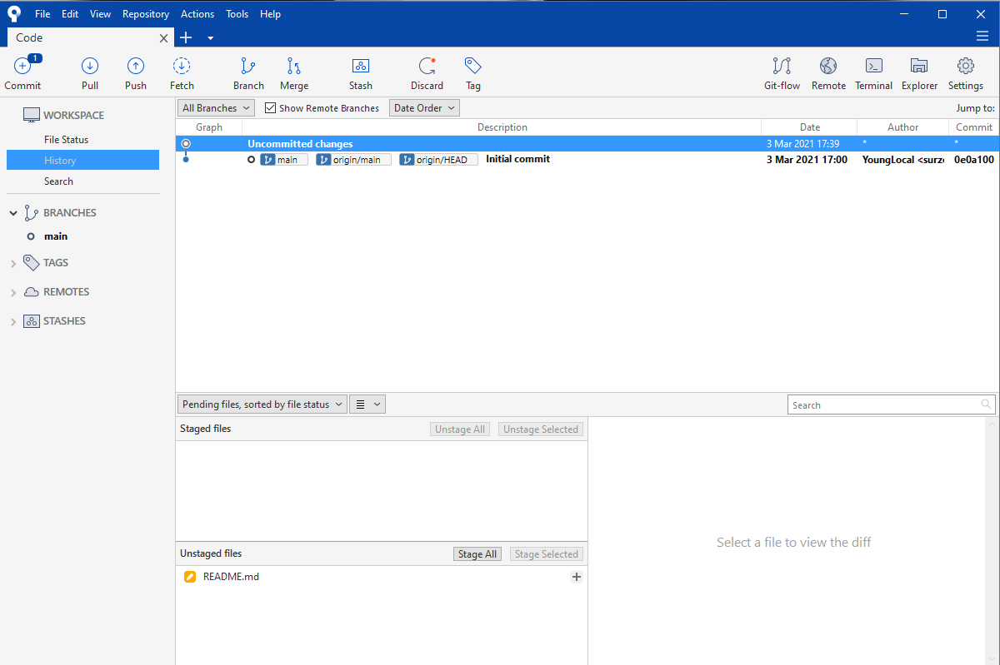 File Edit View Repository Actions Tools Help
Code
1
Commit Pull Push Fetch Branch Merge Stash Discard Tag Git-flow Remote Terminal Explorer Settings
WORKSPACE
File Status
History
Search
BRANCHES
main
TAGS
REMOTES
STASHES
All Branches Show Remote Branches Date Order Jump to:
Graph Description Date Author Commit
Uncommitted changes 3 Mar 2021 17:39 * *
main origin/main origin/HEAD Initial commit 3 Mar 2021 17:00 YoungLocal <surzo 0e0a100
Pending files, sorted by file status Search
Staged files Unstage All Unstage Selected
Unstaged files Stage All Stage Selected
README.md
Select a file to view the diff